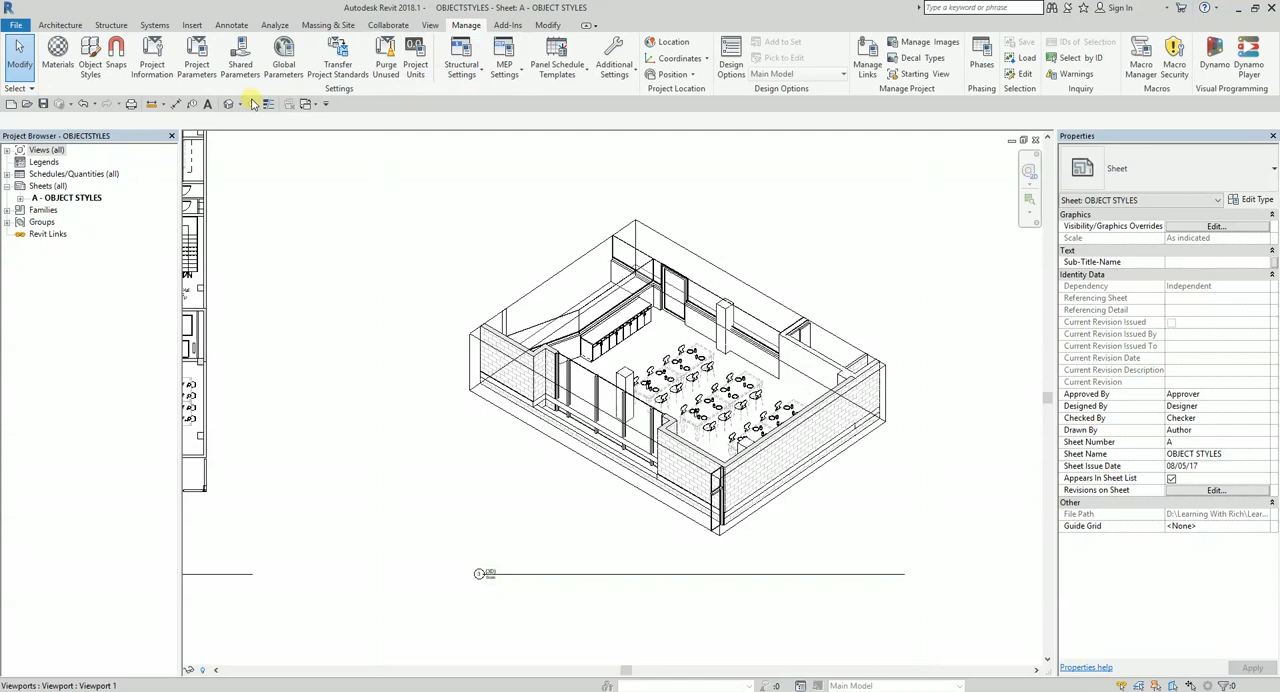 Autodesk Revit 2018.1 - OBJECTSTYLES - Sheet: A - OBJECT STYLES
Type a keyword or phrase
Sign In
File Architecture Structure Systems Insert Annotate Analyze Massing & Site Collaborate View Manage Add-Ins Modify
Modify
Materials
Object Styles
Snaps
Project Information
Project Parameters
Shared Parameters
Global Parameters
Transfer Project Standards
Purge Unused
Project Units
Structural Settings
MEP Settings
Panel Schedule Templates
Additional Settings
Location
Coordinates
Position
Design Options
Add to Set
Pick to Edit
Main Model
Manage Links
Manage Images
Decal Types
Starting View
Phases
Save
Load
Edit
IDs of Selection
Select by ID
Warnings
Macro Manager
Macro Security
Dynamo
Dynamo Player
Select
Settings
Project Location
Design Options
Manage Project
Phasing
Selection
Inquiry
Macros
Visual Programming
Project Browser - OBJECTSTYLES
Views (all)
Legends
Schedules/Quantities (all)
Sheets (all)
A - OBJECT STYLES
Families
Groups
Revit Links
Properties
Sheet
Sheet: OBJECT STYLES
Edit Type
Graphics
Visibility/Graphics Overrides Edit...
Scale As indicated
Text
Sub-Title-Name
Identity Data
Dependency Independent
Referencing Sheet
Referencing Detail
Current Revision Issued
Current Revision Issued By
Current Revision Issued To
Current Revision Date
Current Revision Description
Current Revision
Approved By Approver
Designed By Designer
Checked By Checker
Drawn By Author
Sheet Number A
Sheet Name OBJECT STYLES
Sheet Issue Date 08/05/17
Appears In Sheet List
Revisions on Sheet Edit...
Other
File Path D:\Learning With Rich\Lear...
Guide Grid <None>
Properties help
Apply
Viewports : Viewport : Viewport 1
:0
Main Model
:0